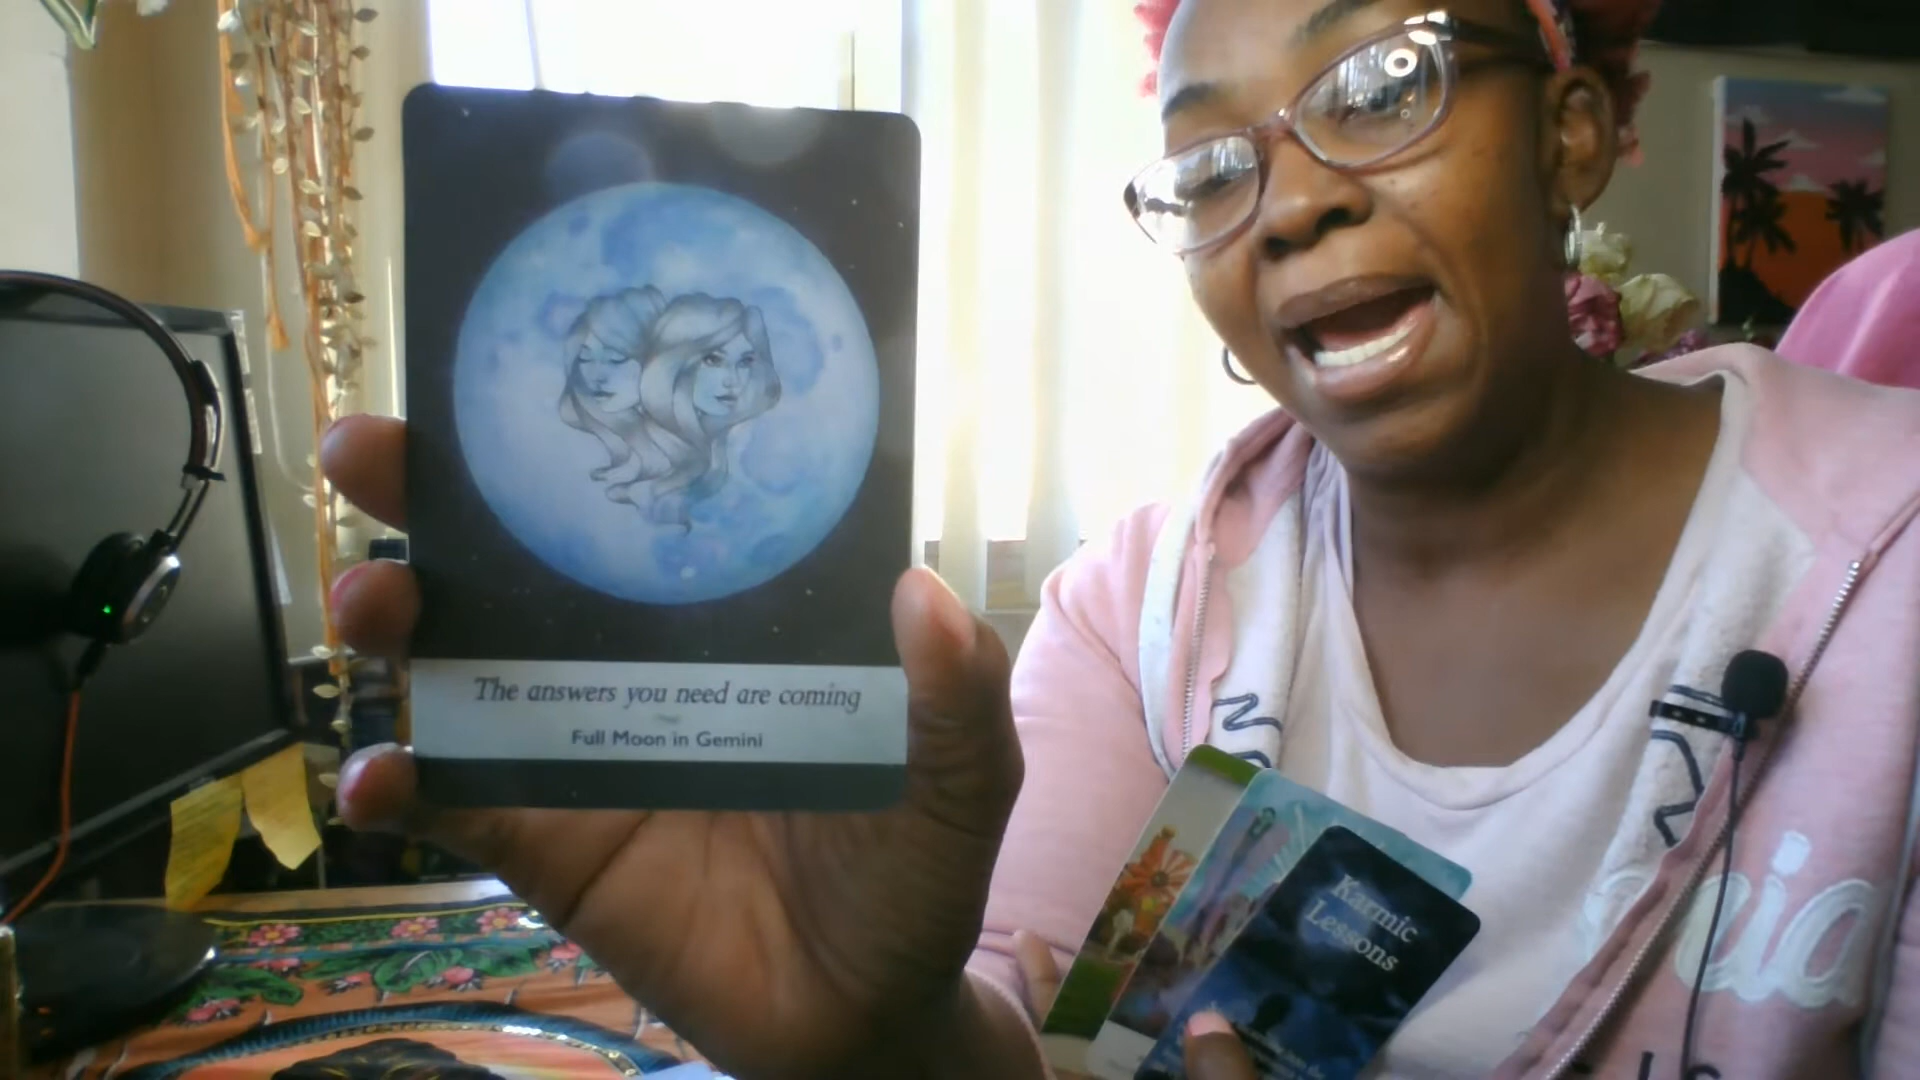 The answers you need are coming
Full Moon in Gemini
Karmic
Lessons